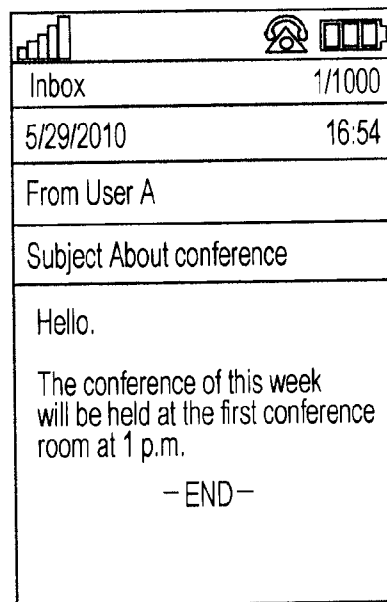 Inbox 1/1000
5/29/2010 16:54
From User A
Subject About conference
Hello.
The conference of this week
will be held at the first conference
room at 1 p.m.
－END－